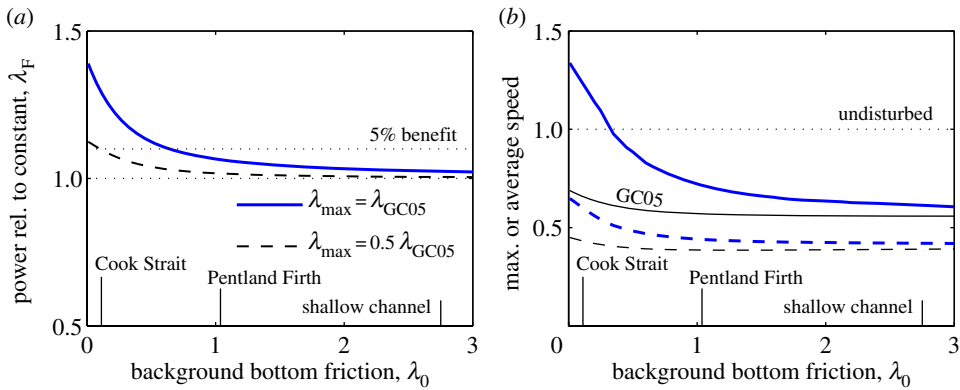 (a)
1.5
1.0
0.5
power rel. to constant, λF
5% benefit
λmax = λGC05
λmax = 0.5 λGC05
Cook Strait
Pentland Firth
shallow channel
0 1 2 3
background bottom friction, λ0
(b)
1.5
1.0
0.5
0
max. or average speed
undisturbed
GC05
Cook Strait
Pentland Firth
shallow channel
0 1 2 3
background bottom friction, λ0